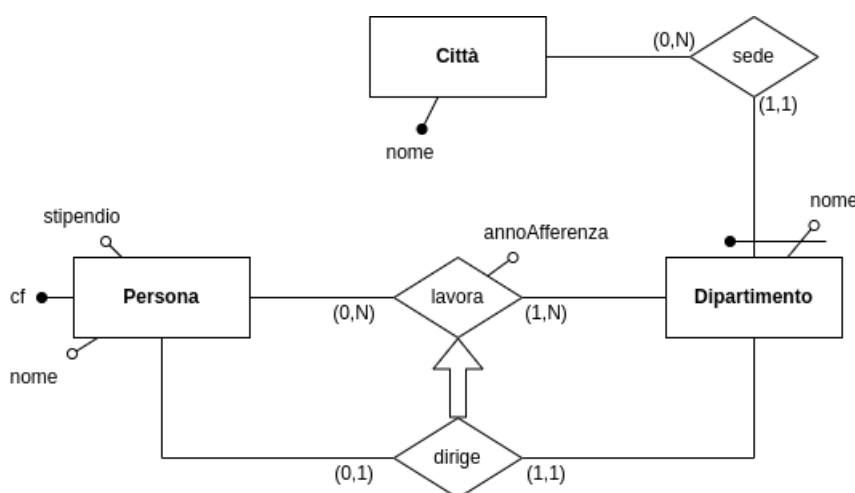 (0,N)
Città
sede
(1,1)
nome
nome
stipendio
annoAfferenza
cf
Persona
lavora
Dipartimento
(0,N)
(1,N)
nome
dirige
(0,1)
(1,1)